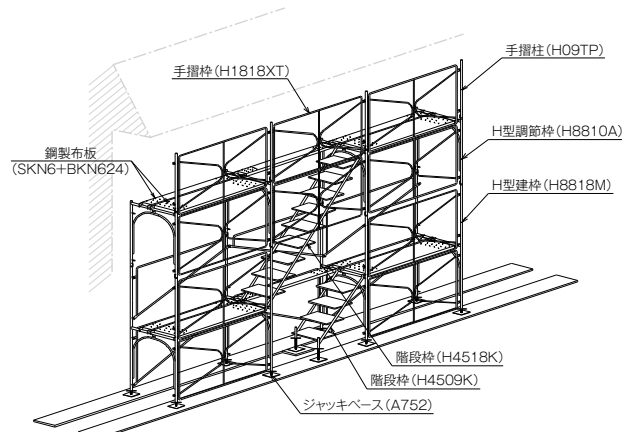 手摺柱(H09TP)
手摺枠(H1818XT)
H型調節枠(H8810A)
鋼製布板
(SKN6+BKN624)
H型建枠(H8818M)
階段枠(H4518K)
階段枠(H4509K)
ジャッキベース(A752)